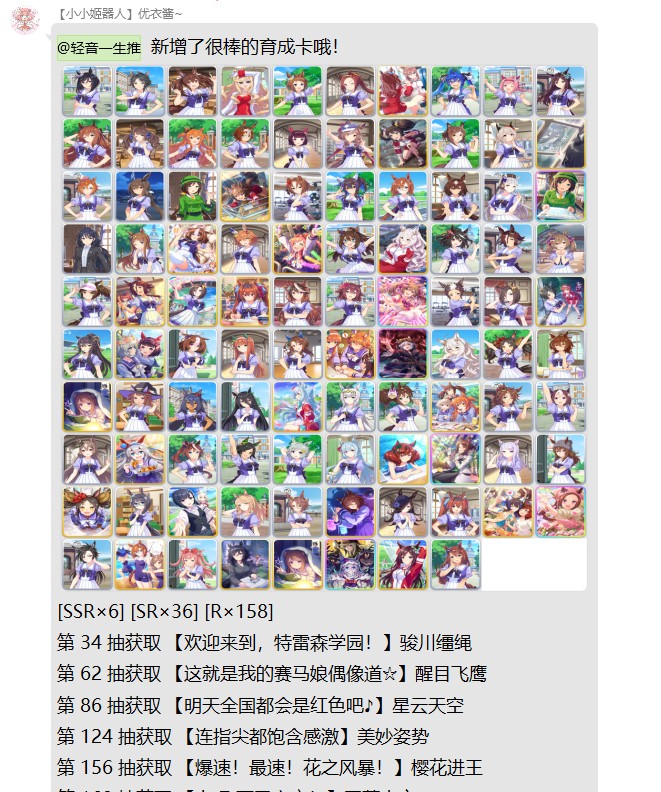 【小小姬器人】优衣酱~
@轻音一生推 新增了很棒的育成卡哦！
[SSR×6] [SR×36] [R×158]
第 34 抽获取 【欢迎来到，特雷森学园！】骏川缰绳
第 62 抽获取 【这就是我的赛马娘偶像道☆】醒目飞鹰
第 86 抽获取 【明天全国都会是红色吧♪】星云天空
第 124 抽获取 【连指尖都饱含感激】美妙姿势
第 156 抽获取 【爆速！最速！花之风暴！】樱花进王